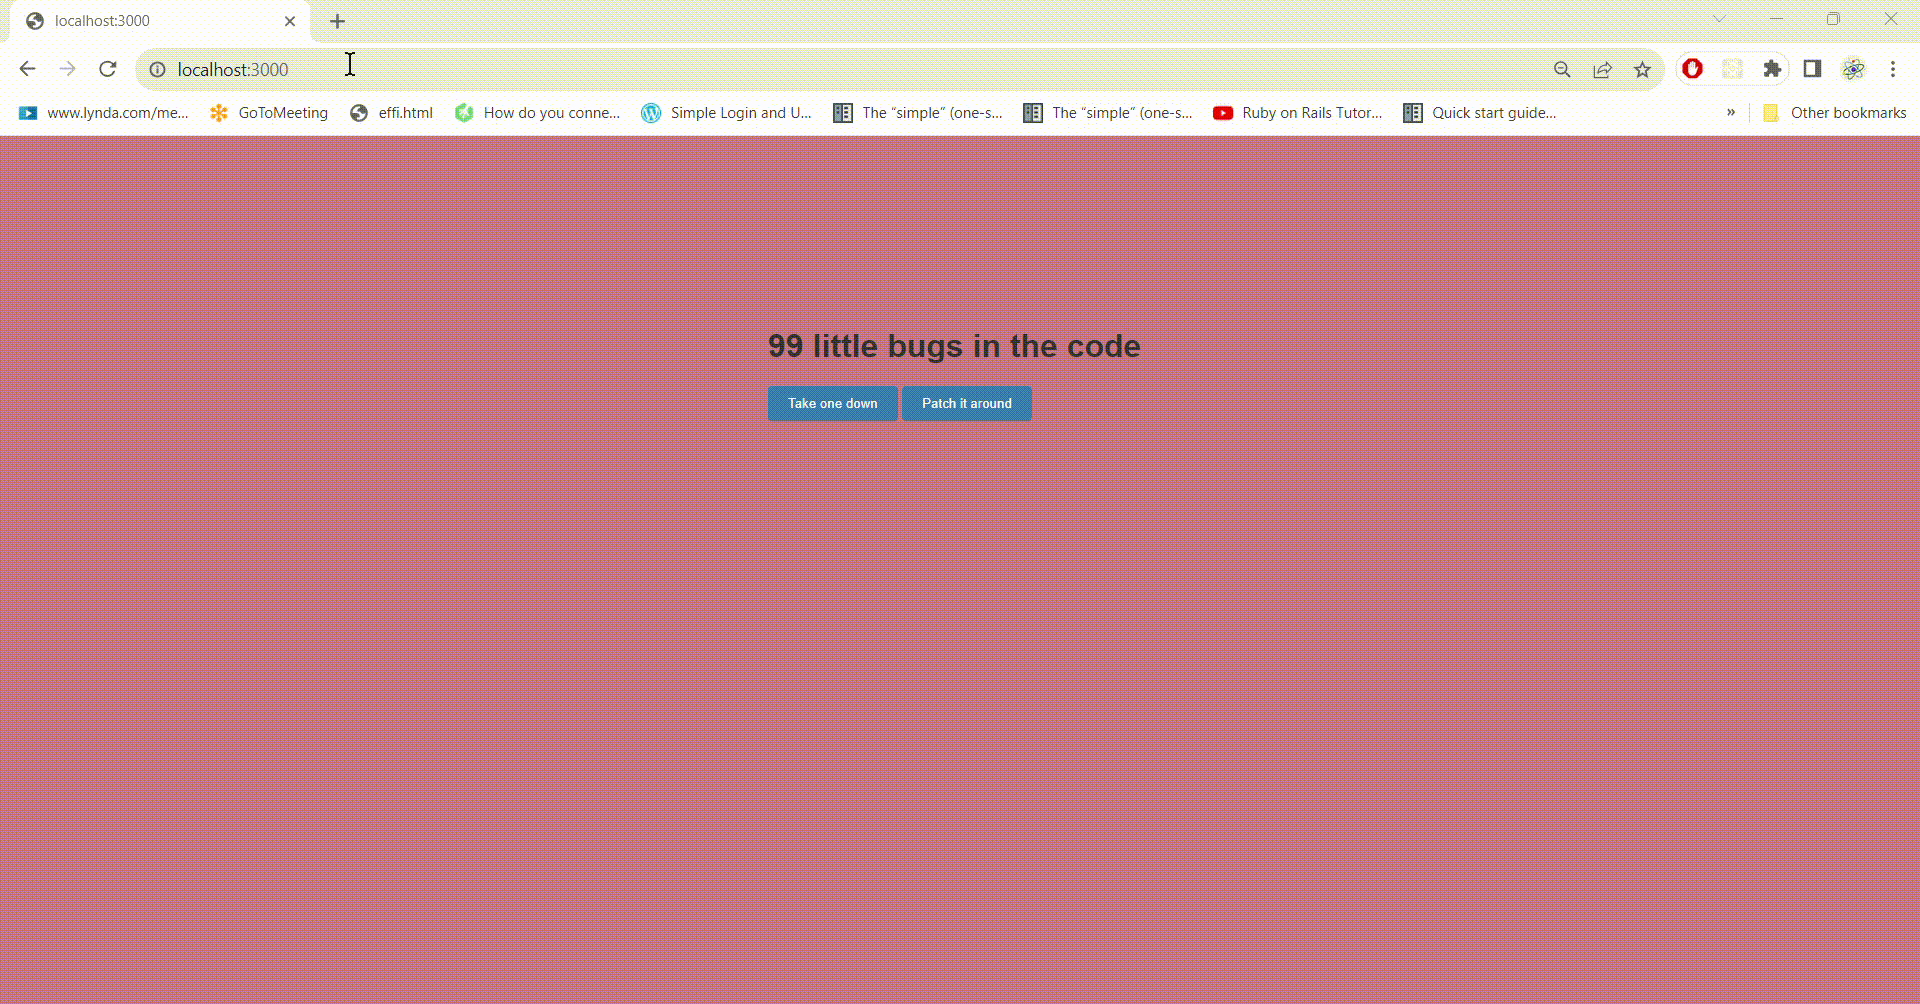 localhost:3000
localhost:3000
www.lynda.com/me... GoToMeeting effi.html How do you conne... Simple Login and U... The “simple” (one-s... The “simple” (one-s... Ruby on Rails Tutor... Quick start guide... » Other bookmarks
99 little bugs in the code
Take one down Patch it around